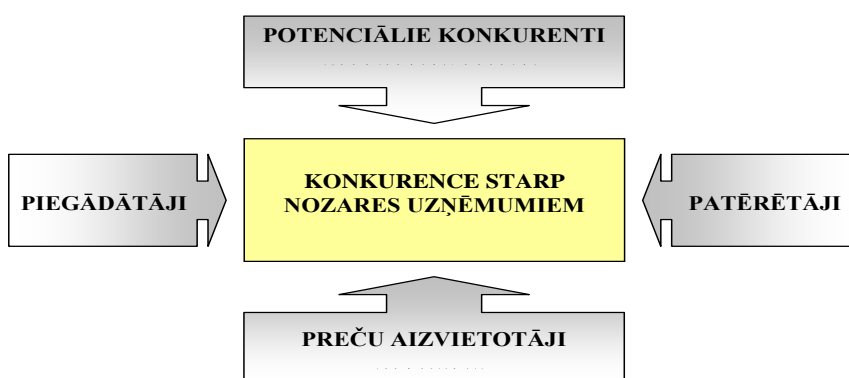 POTENCIĀLIE KONKURENTI
KONKURENCE STARP
NOZARES UZŅĒMUMIEM
PIEGĀDĀTĀJI
PATĒRĒTĀJI
PREČU AIZVIETOTĀJI